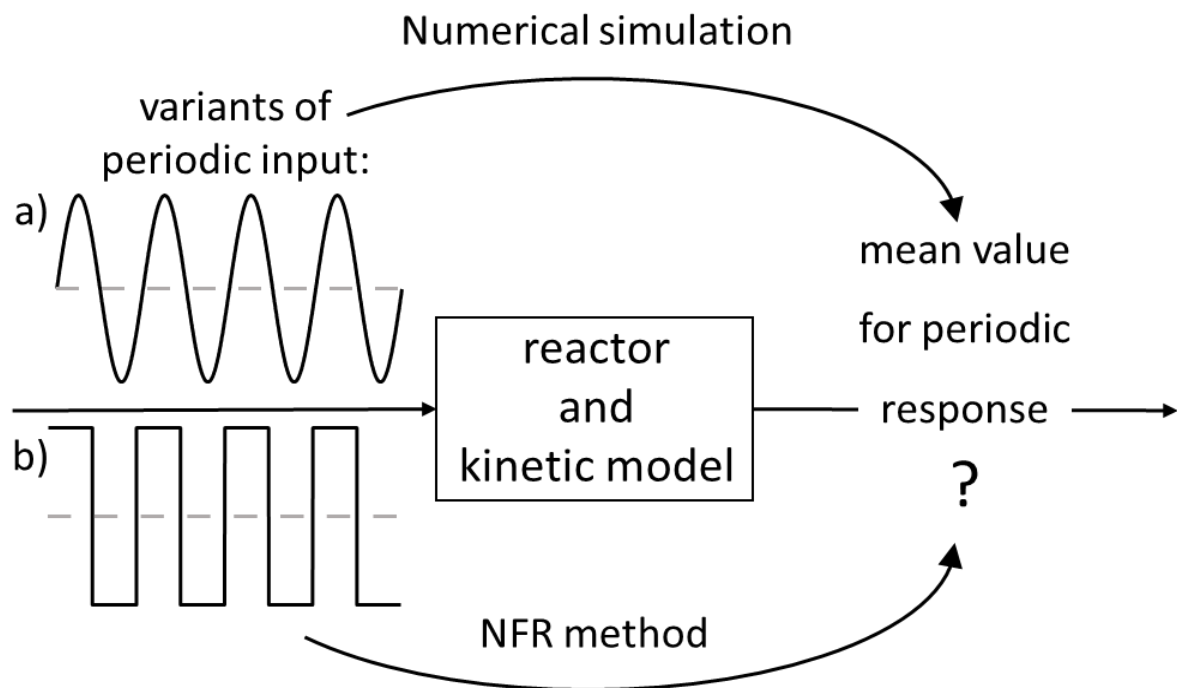 Numerical simulation
variants of
periodic input:
a)
mean value
for periodic
reactor
and
kinetic model
response
b)
?
NFR method